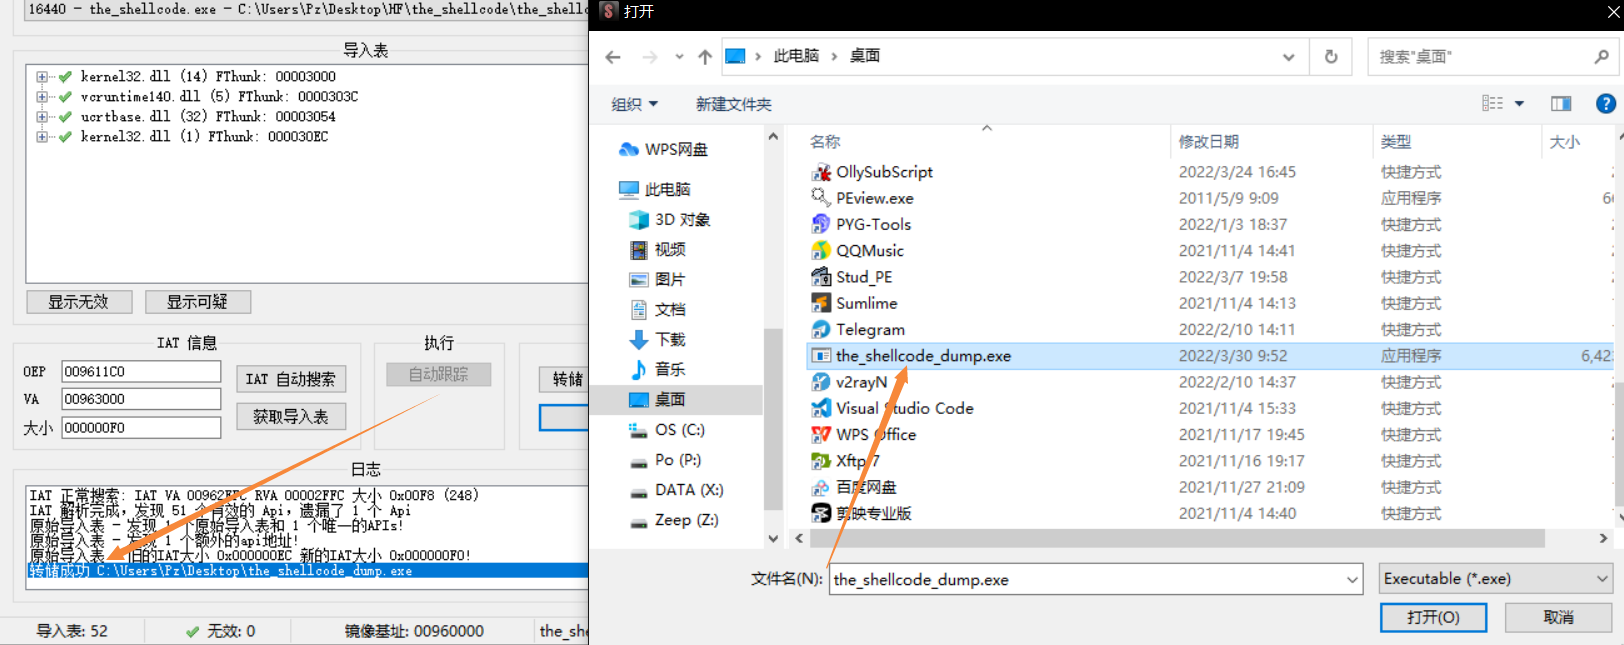 16440 - the_shellcode.exe - C:\Users\Pz\Desktop\HF\the_shellcode\the_shellc
导入表
kernel32.dll (14) FThunk: 00003000
vcruntime140.dll (5) FThunk: 0000303C
ucrtbase.dll (32) FThunk: 00003054
kernel32.dll (1) FThunk: 000030EC
显示无效
显示可疑
IAT 信息
OEP
009611C0
IAT 自动搜索
VA
00963000
获取导入表
大小
000000F0
执行
自动跟踪
转储
日志
IAT 正常搜索: IAT VA 00962FFC RVA 00002FFC 大小 0x00F8 (248)
IAT 解析完成, 发现 51 个有效的 Api, 遗漏了 1 个 Api
原始导入表 - 发现 1 个原始导入表和 1 个唯一的APIs!
原始导入表 - 发现 1 个额外的api地址!
原始导入表 - 旧的IAT大小 0x000000EC 新的IAT大小 0x000000F0!
转储成功 C:\Users\Pz\Desktop\the_shellcode_dump.exe
导入表: 52
无效: 0
镜像基址: 00960000
the_sh
打开
此电脑
桌面
搜索"桌面"
组织
新建文件夹
WPS网盘
此电脑
3D 对象
视频
图片
文档
下载
音乐
桌面
OS (C:)
Po (P:)
DATA (X:)
Zeep (Z:)
名称 修改日期 类型 大小
OllySubScript 2022/3/24 16:45 快捷方式
PEview.exe 2011/5/9 9:09 应用程序
PYG-Tools 2022/1/3 18:37 快捷方式
QQMusic 2021/11/4 14:41 快捷方式
Stud_PE 2022/3/7 19:58 快捷方式
Sumlime 2021/11/4 14:13 快捷方式
Telegram 2022/2/10 14:11 快捷方式
the_shellcode_dump.exe 2022/3/30 9:52 应用程序 6,42
v2rayN 2022/2/10 14:37 快捷方式
Visual Studio Code 2021/11/4 15:33 快捷方式
WPS Office 2021/11/17 19:45 快捷方式
Xftp 7 2021/11/16 19:17 快捷方式
百度网盘 2021/11/27 21:09 快捷方式
剪映专业版 2021/11/4 14:40 快捷方式
文件名(N):
the_shellcode_dump.exe
Executable (*.exe)
打开(O)
取消